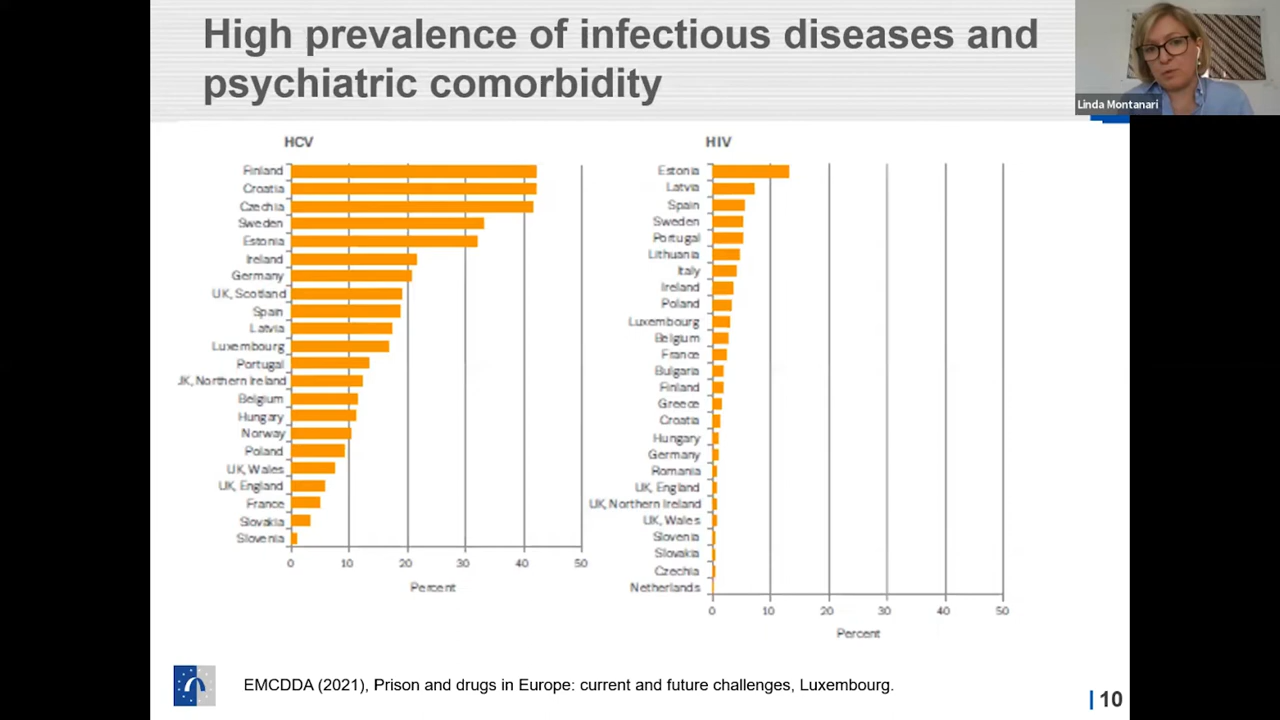 High prevalence of infectious diseases and
psychiatric comorbidity
Linda Montanari
HCV
Finland
Croatia
Czechia
Sweden
Estonia
Ireland
Germany
UK, Scotland
Spain
Latvia
Luxembourg
Portugal
JK, Northern Ireland
Belgium
Hungary
Norway
Poland
UK, Wales
UK, England
France
Slovakia
Slovenia
0 10 20 30 40 50
Percent
HIV
Estonia
Latvia
Spain
Sweden
Portugal
Lithuania
Italy
Ireland
Poland
Luxembourg
Belgium
France
Bulgaria
Finland
Greece
Croatia
Hungary
Germany
Romania
UK, England
UK, Northern Ireland
UK, Wales
Slovenia
Slovakia
Czechia
Netherlands
0 10 20 30 40 50
Percent
EMCDDA (2021), Prison and drugs in Europe: current and future challenges, Luxembourg.
10